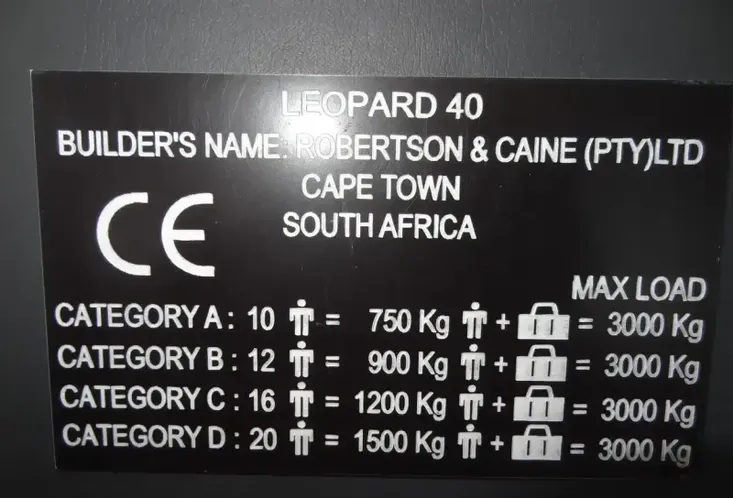 LEOPARD 40
BUILDER'S NAME. ROBERTSON & CAINE (PTY)LTD
CAPE TOWN
SOUTH AFRICA
CE
MAX LOAD
CATEGORY A : 10 = 750 Kg + = 3000 Kg
CATEGORY B : 12 = 900 Kg + = 3000 Kg
CATEGORY C : 16 = 1200 Kg + = 3000 Kg
CATEGORY D : 20 = 1500 Kg + = 3000 Kg